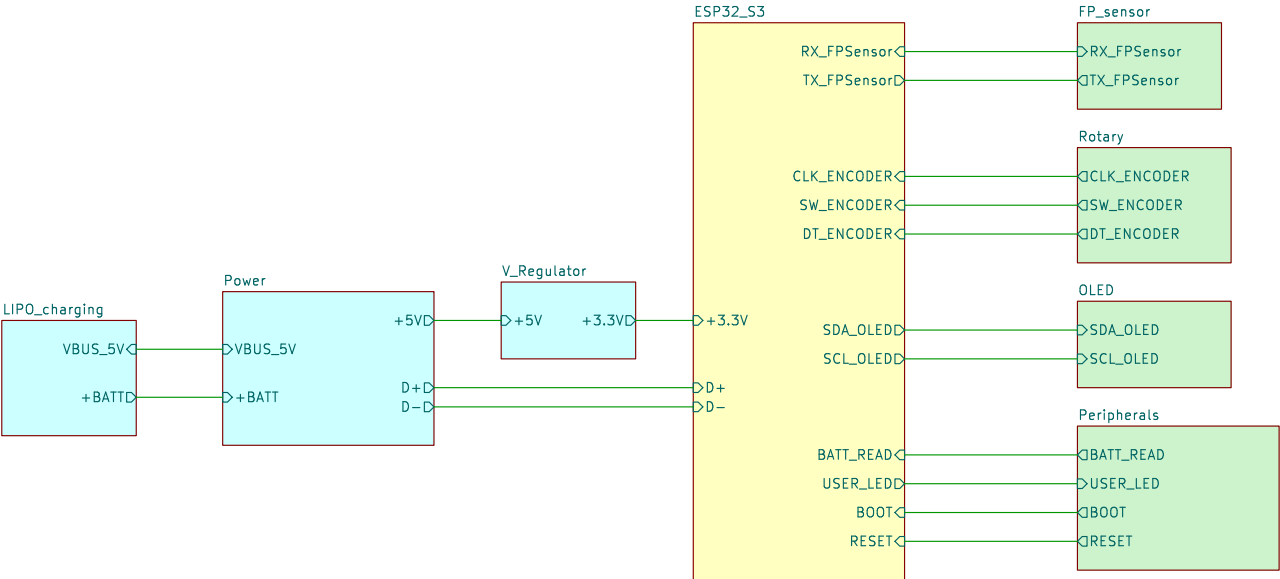 ESP32_S3
RX_FPSensor
TX_FPSensor
CLK_ENCODER
SW_ENCODER
DT_ENCODER
+3.3V
SDA_OLED
SCL_OLED
D+
D−
BATT_READ
USER_LED
BOOT
RESET
FP_sensor
RX_FPSensor
TX_FPSensor
Rotary
CLK_ENCODER
SW_ENCODER
DT_ENCODER
OLED
SDA_OLED
SCL_OLED
Peripherals
BATT_READ
USER_LED
BOOT
RESET
V_Regulator
+5V
+3.3V
Power
+5V
VBUS_5V
+BATT
D+
D−
LIPO_charging
VBUS_5V
+BATT